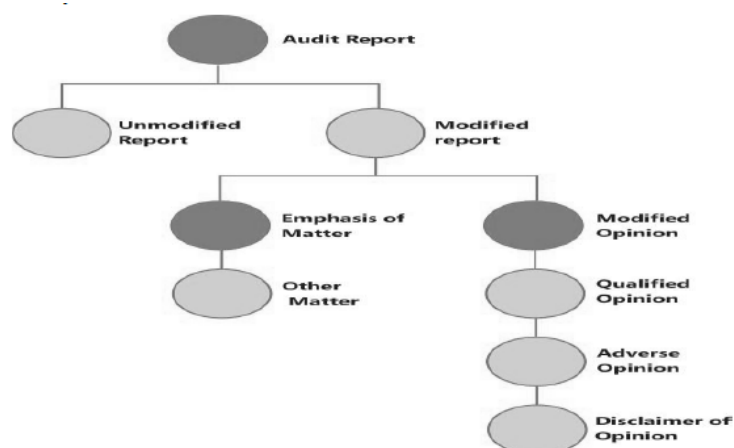 Audit Report
Unmodified
Report
Modified
report
Emphasis of
Matter
Modified
Opinion
Other
Matter
Qualified
Opinion
Adverse
Opinion
Disclaimer of
Opinion